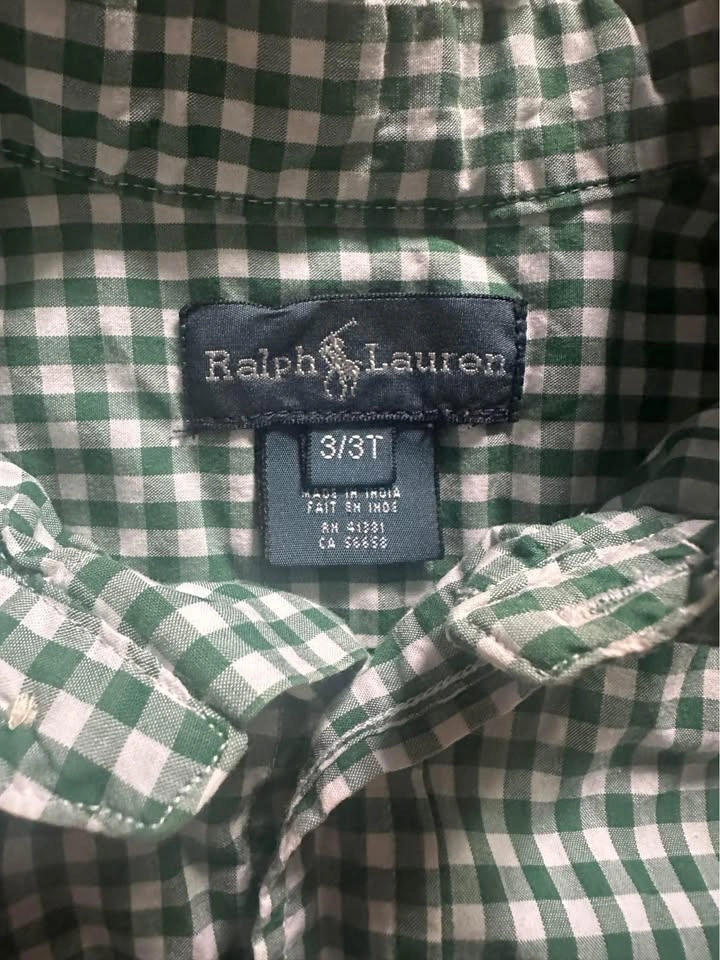 Ralph Lauren
3/3T
MADE IN INDIA
FAIT EN INDE
RN 41381
CA 56658